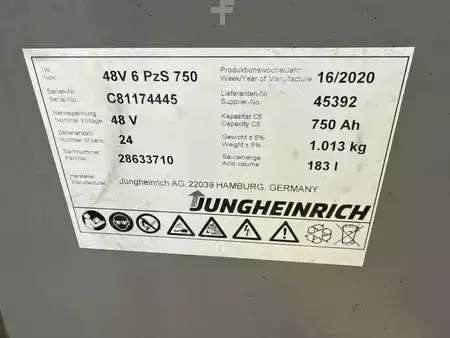 Typ
Type
48V 6 PzS 750
Produktionswoche/Jahr
Week/Year of Manufacture
16/2020
Serien-Nr
Serial-No
C81174445
Lieferanten-Nr
Supplier-No
45392
Nennspannung
Nominal Voltage
48 V
Kapazität C5
Capacity C5
750 Ah
Zellenanzahl
Number of cells
24
Gewicht ± 5%
Weight ± 5%
1.013 kg
Sachnummer
Part-No
28633710
Säuremenge
Acid volume
183 l
Hersteller
Manufacturer
Jungheinrich AG, 22039 HAMBURG, GERMANY
JUNGHEINRICH
Pb